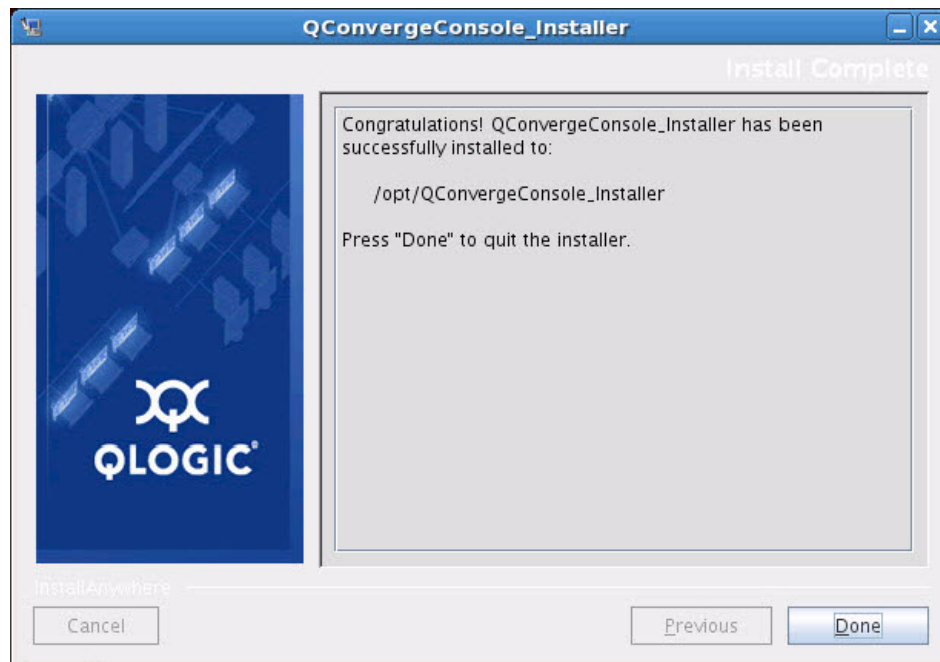 QConvergeConsole_Installer
Install Complete
Congratulations! QConvergeConsole_Installer has been
successfully installed to:
/opt/QConvergeConsole_Installer
Press "Done" to quit the installer.
QLOGIC®
InstallAnywhere
Cancel
Previous
Done